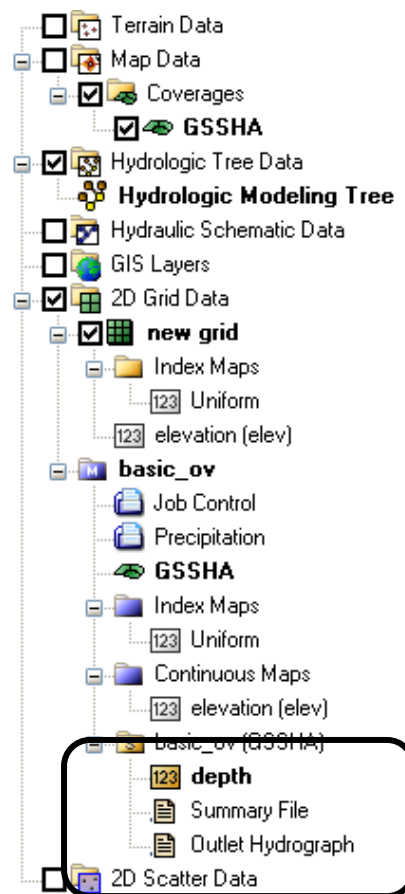 Terrain Data
Map Data
Coverages
GSSHA
Hydrologic Tree Data
Hydrologic Modeling Tree
Hydraulic Schematic Data
GIS Layers
2D Grid Data
new grid
Index Maps
123 Uniform
123 elevation (elev)
M basic_ov
Job Control
Precipitation
GSSHA
Index Maps
123 Uniform
Continuous Maps
123 elevation (elev)
S basic_ov (GSSHA)
123 depth
Summary File
Outlet Hydrograph
2D Scatter Data